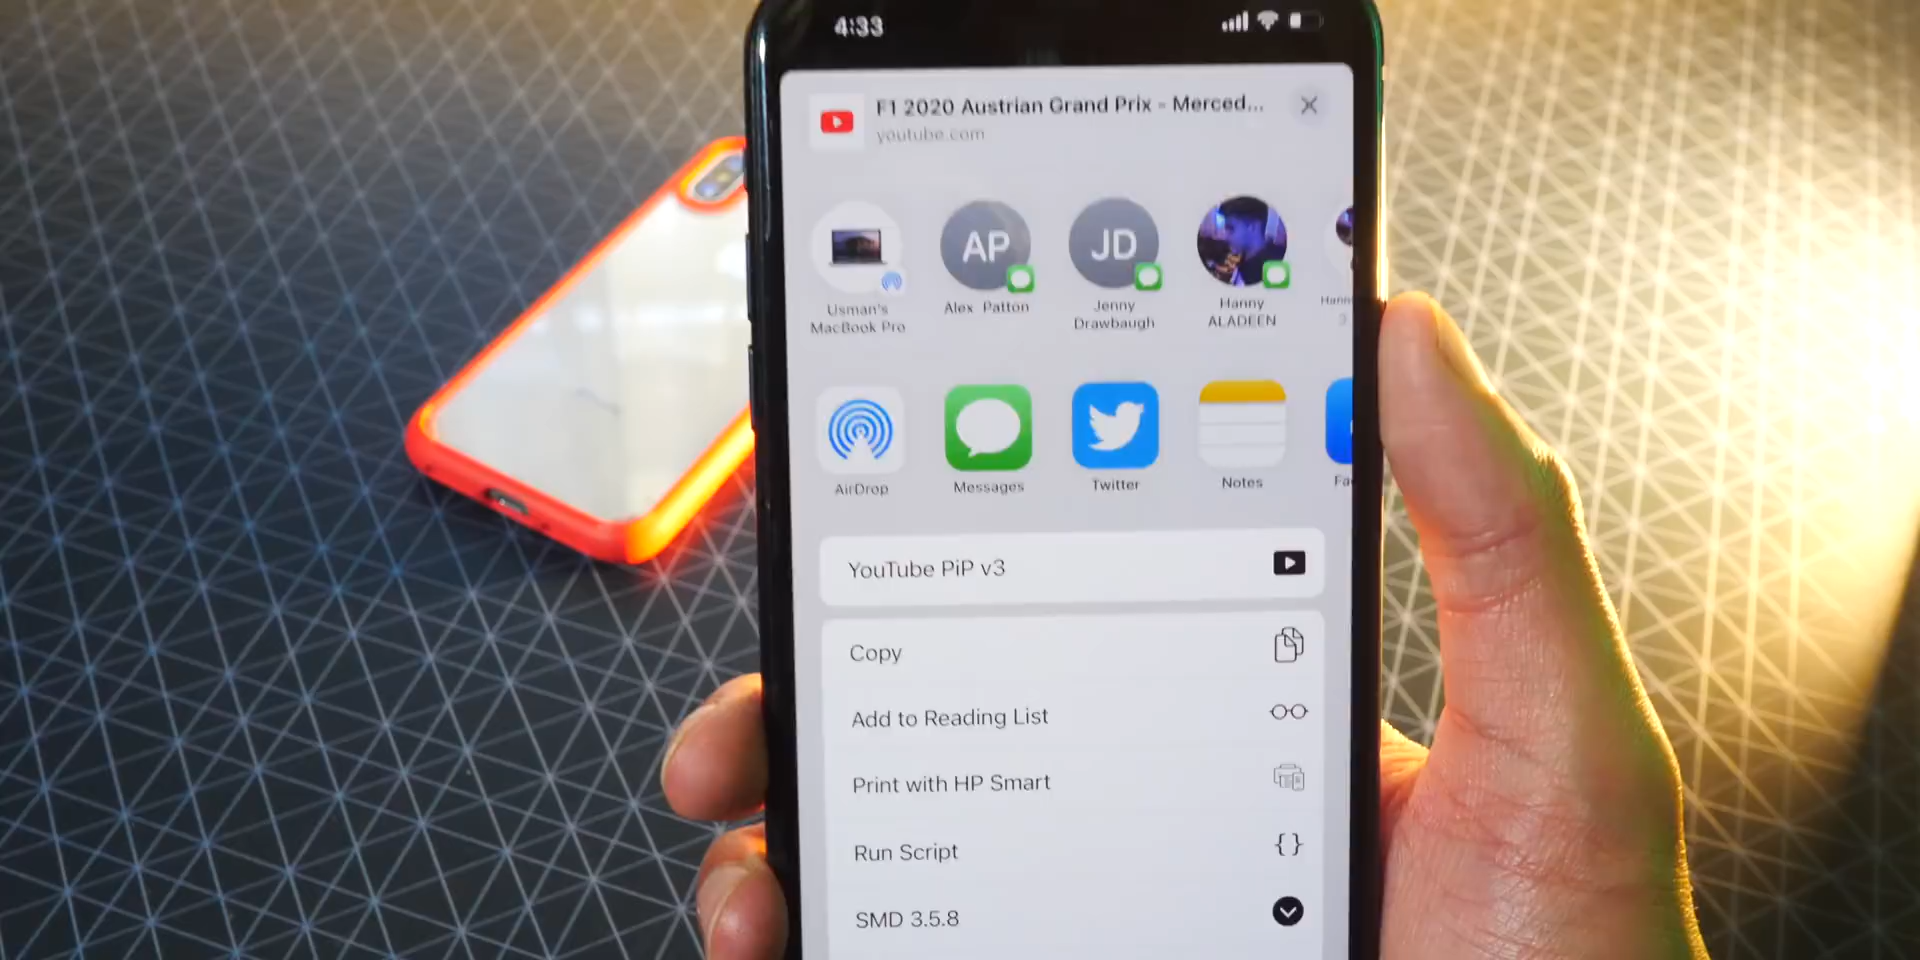 4:33
F1 2020 Austrian Grand Prix - Merced...
youtube.com
AP
JD
Usman's
MacBook Pro
Alex Patton
Jenny
Drawbaugh
Hanny
ALADEEN
AirDrop
Messages
Twitter
Notes
YouTube PiP v3
Copy
Add to Reading List
Print with HP Smart
Run Script
{}
SMD 3.5.8